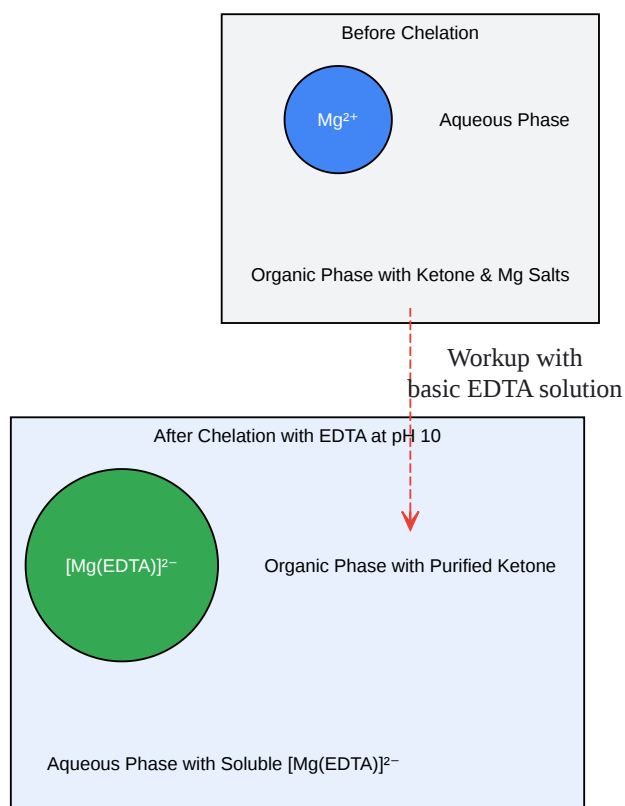 Before Chelation
Mg²⁺
Aqueous Phase
Organic Phase with Ketone & Mg Salts
Workup with
basic EDTA solution
After Chelation with EDTA at pH 10
[Mg(EDTA)]²⁻
Organic Phase with Purified Ketone
Aqueous Phase with Soluble [Mg(EDTA)]²⁻